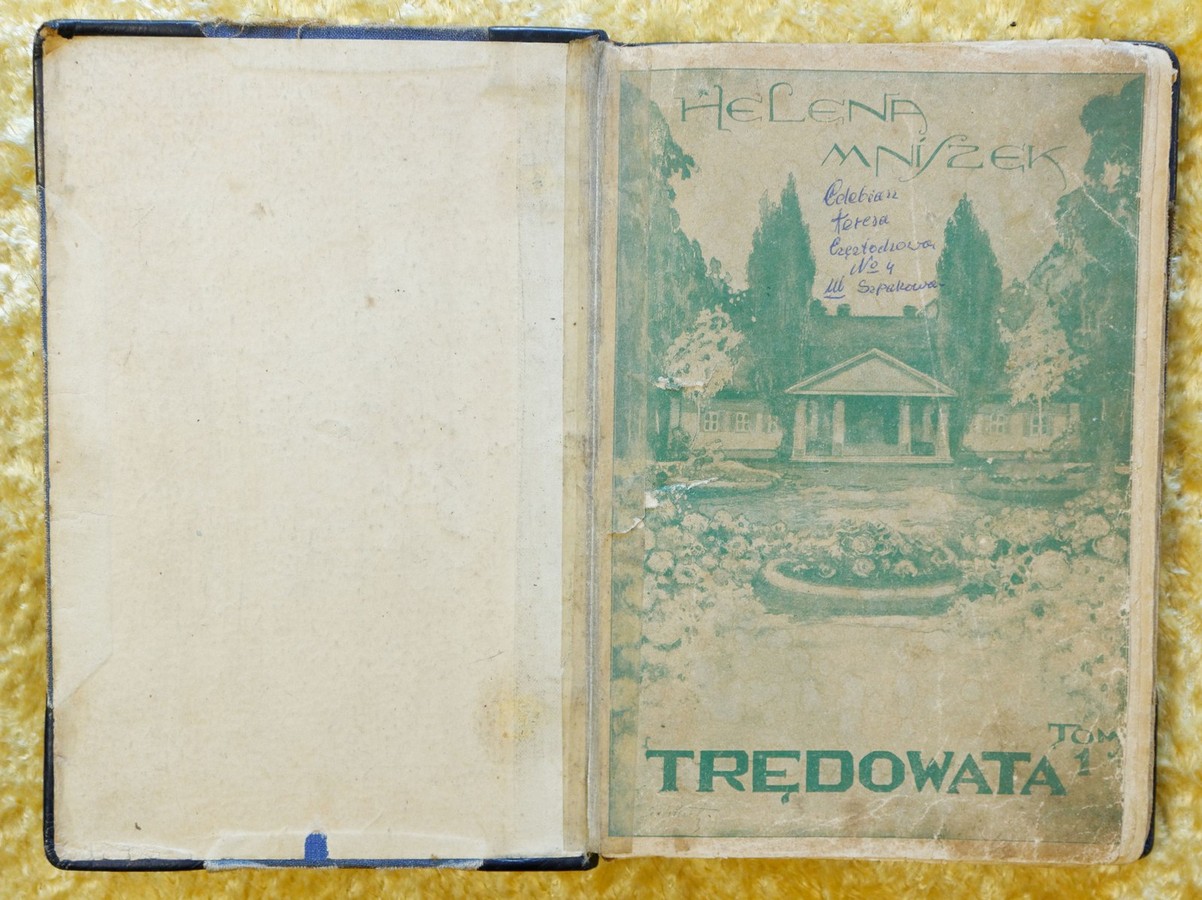 HELENA
MNISZEK
Teresa
Częstochowa
No 4
Szpakowa
TOM
1
TRĘDOWATA